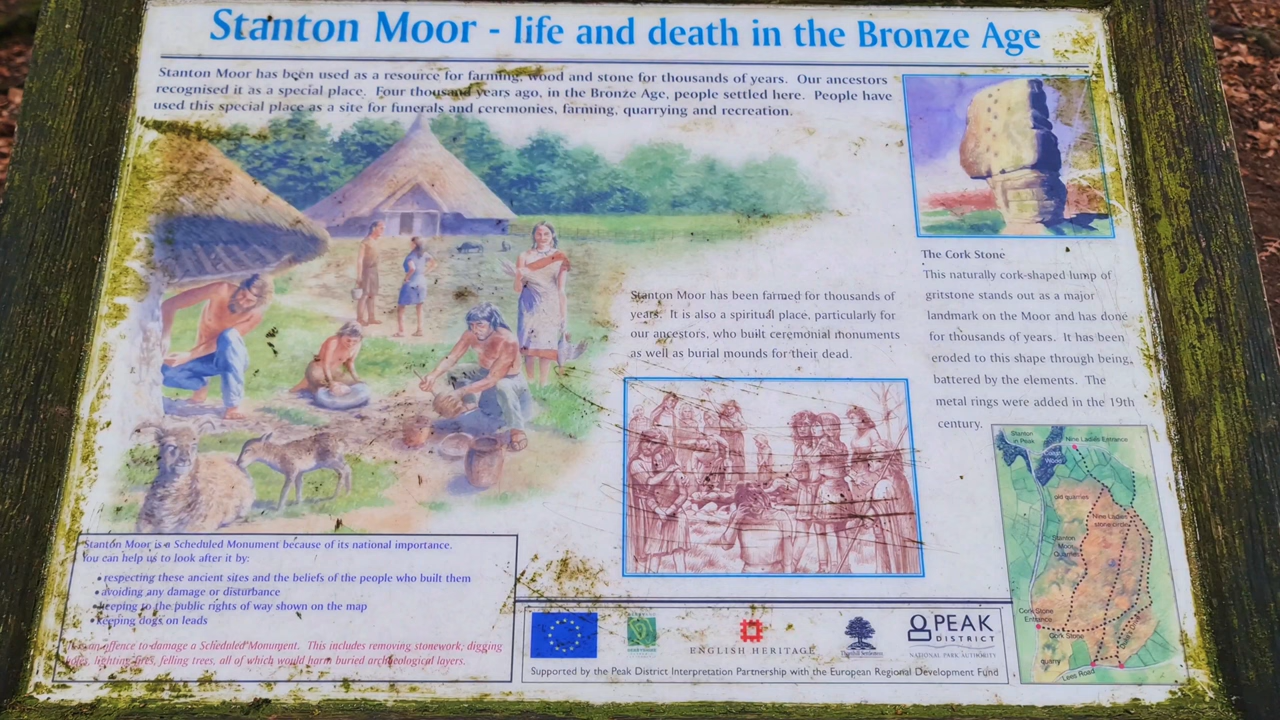 Stanton Moor - life and death in the Bronze Age
Stanton Moor has been used as a resource for farming, wood and stone for thousands of years. Our ancestors
recognised it as a special place. Four thousand years ago, in the Bronze Age, people settled here. People have
used this special place as a site for funerals and ceremonies, farming, quarrying and recreation.
The Cork Stone
This naturally cork-shaped lump of
gritstone stands out as a major
landmark on the Moor and has done
for thousands of years. It has been
eroded to this shape through being
battered by the elements. The
metal rings were added in the 19th
century.
Stanton Moor has been farmed for thousands of
years. It is also a spiritual place, particularly for
our ancestors, who built ceremonial monuments
as well as burial mounds for their dead.
Stanton
in Peak
Nine Ladies Entrance
Wood
old quarries
Nine Ladies
stone circle
Stanton
Moor
Quarries
Cork Stone
Entrance
Cork Stone
quarry
Lees Road
Stanton Moor is a Scheduled Monument because of its national importance.
You can help us to look after it by:
• respecting these ancient sites and the beliefs of the people who built them
• avoiding any damage or disturbance
• keeping to the public rights of way shown on the map
• keeping dogs on leads
an offence to damage a Scheduled Monument. This includes removing stonework, digging
holes, lighting fires, felling trees, all of which would harm buried archaeological layers.
ENGLISH HERITAGE
PEAK
DISTRICT
NATIONAL PARK AUTHORITY
Supported by the Peak District Interpretation Partnership with the European Regional Development Fund